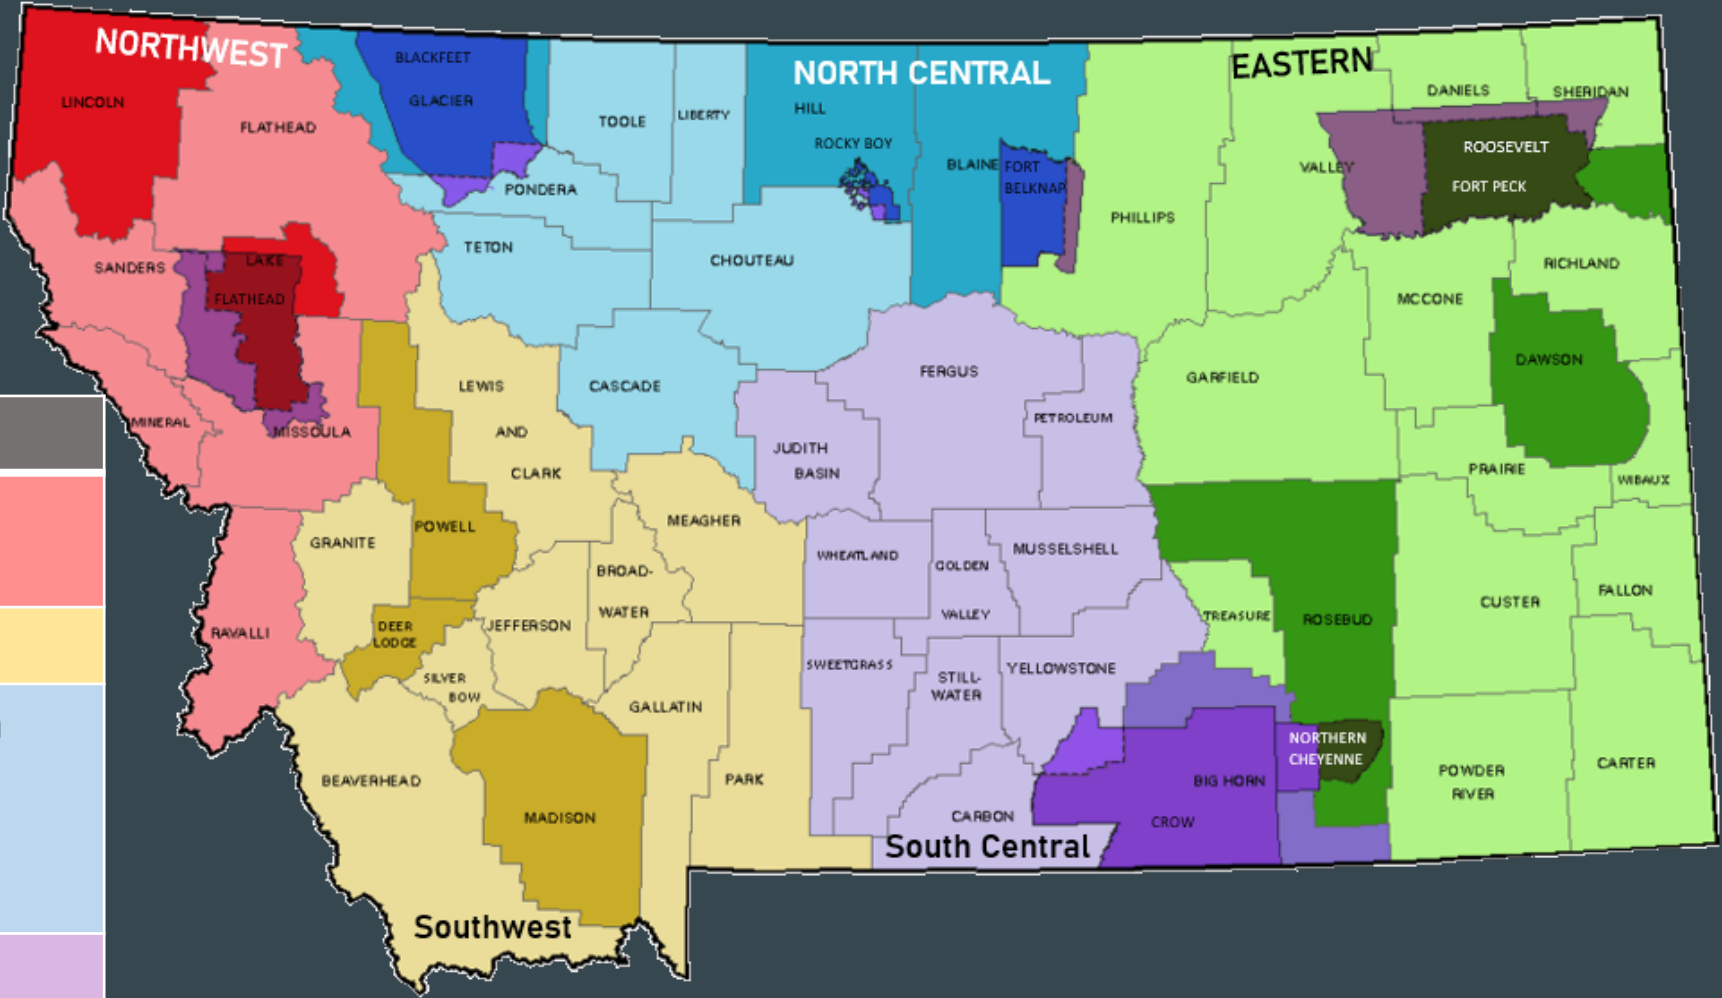 NORTHWEST
NORTH CENTRAL
EASTERN
Southwest
South Central
LINCOLN
FLATHEAD
BLACKFEET
GLACIER
TOOLE
LIBERTY
HILL
ROCKY BOY
BLAINE
FORT
BELKNAP
PHILLIPS
VALLEY
DANIELS
SHERIDAN
ROOSEVELT
FORT PECK
PONDERA
TETON
CHOUTEAU
SANDERS
LAKE
FLATHEAD
RICHLAND
MCCONE
DAWSON
GARFIELD
FERGUS
PETROLEUM
CASCADE
LEWIS
AND
CLARK
MINERAL
MISSOULA
JUDITH
BASIN
PRAIRIE
WIBAUX
POWELL
GRANITE
MEAGHER
WHEATLAND
GOLDEN
VALLEY
MUSSELSHELL
BROAD-
WATER
JEFFERSON
DEER
LODGE
RAVALLI
SILVER
BOW
TREASURE
ROSEBUD
CUSTER
FALLON
SWEETGRASS
STILL-
WATER
YELLOWSTONE
GALLATIN
PARK
BEAVERHEAD
MADISON
CARBON
BIG HORN
CROW
NORTHERN
CHEYENNE
POWDER
RIVER
CARTER